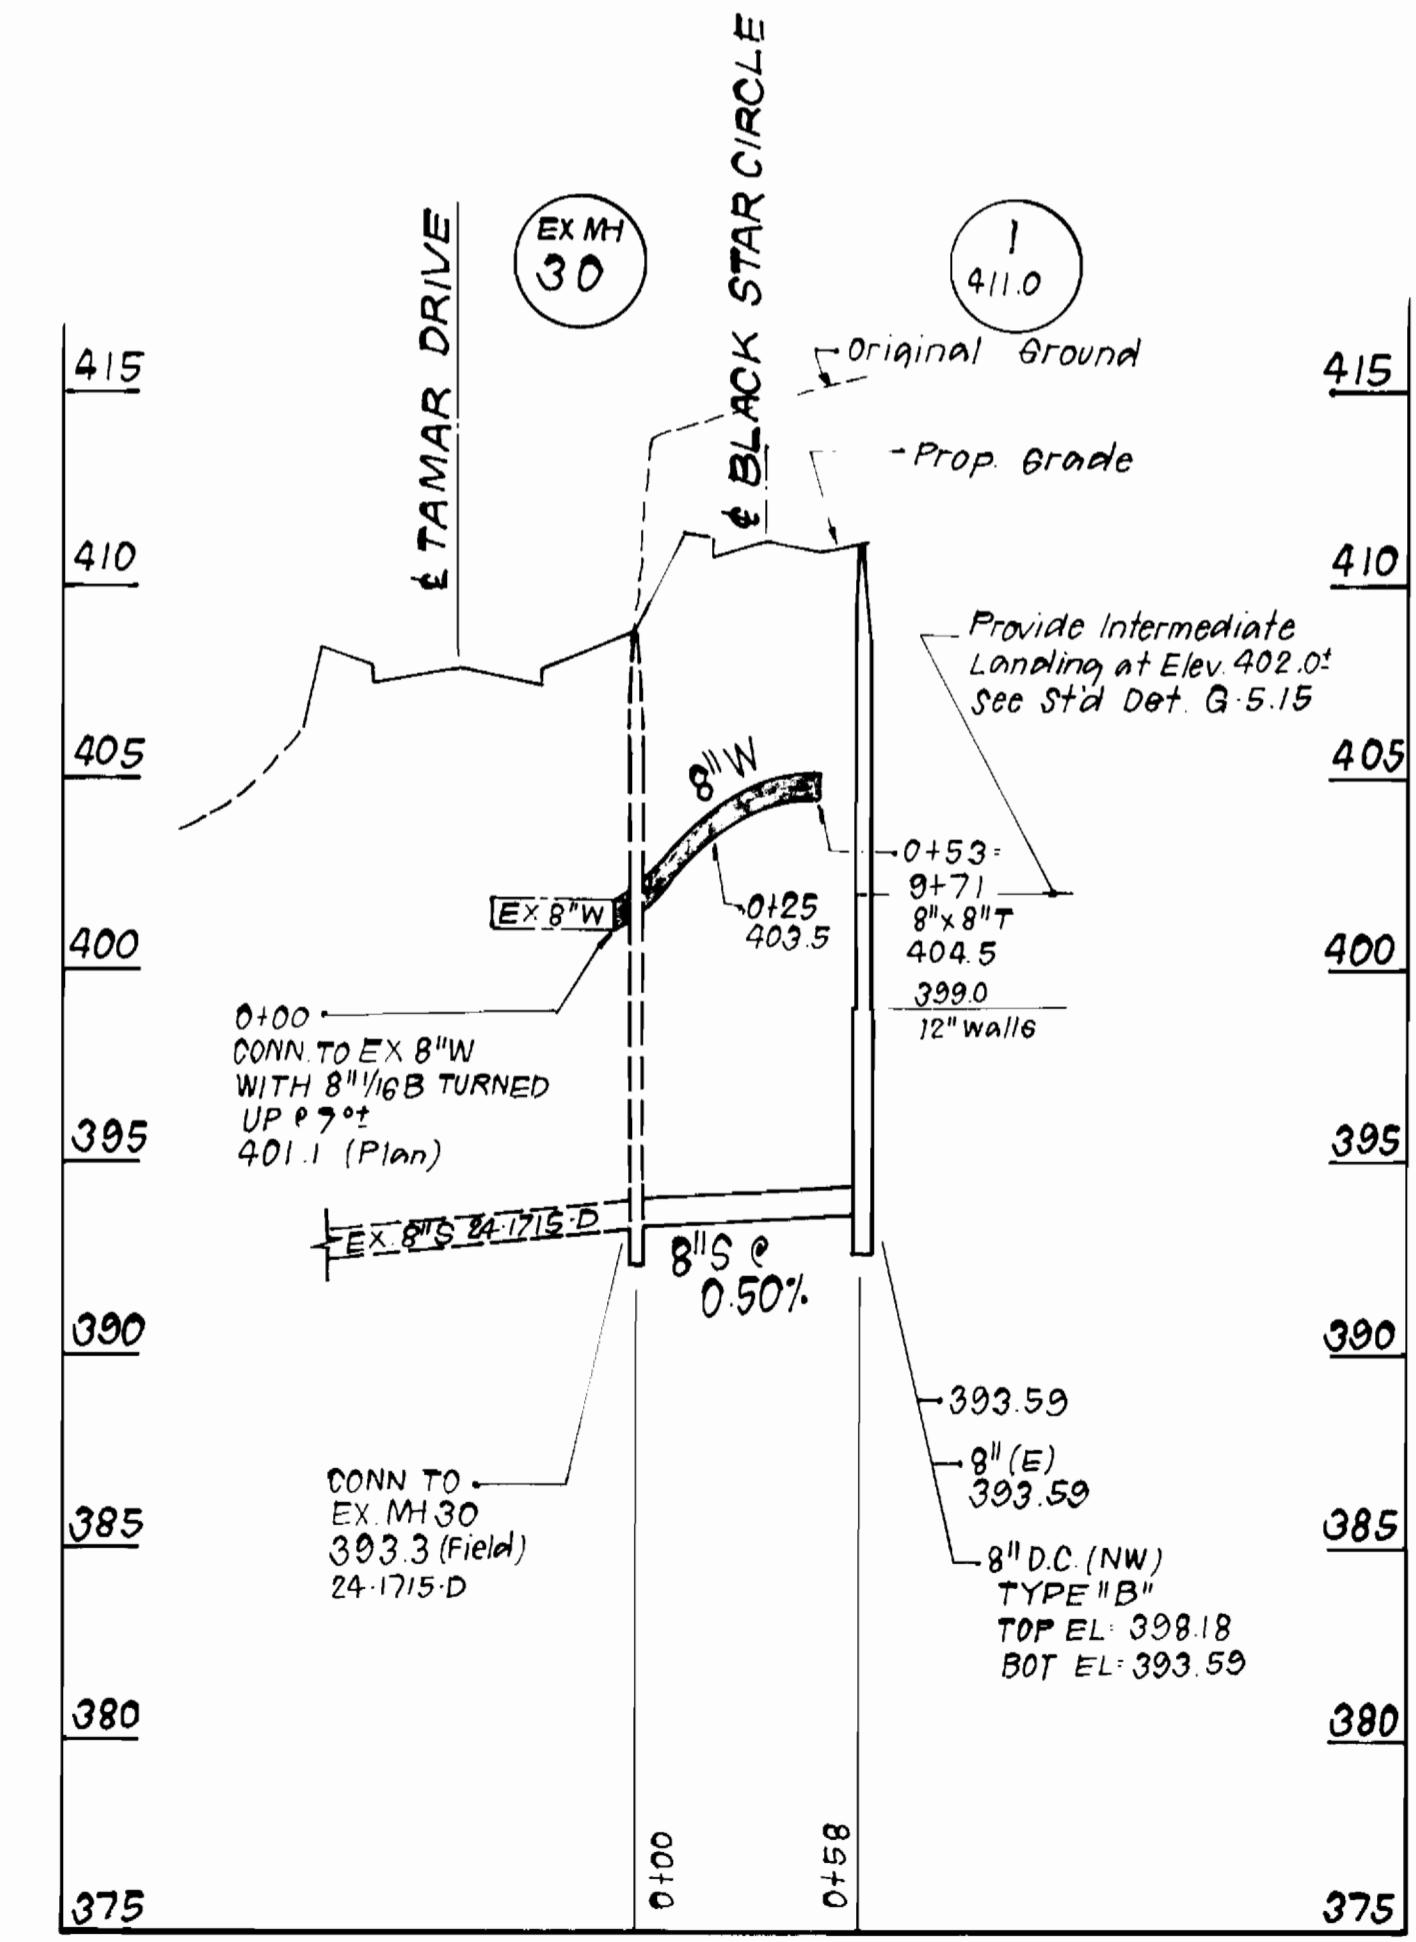 ℄ TAMAR DRIVE
EX MH
30
℄ BLACK STAR CIRCLE
1
411.0
Original Ground
Prop. Grade
415
410
405
400
395
390
385
380
375
415
410
405
400
395
390
385
380
375
Provide Intermediate
Landing at Elev. 402.0±
See St'd Det. G-5.15
8"W
EX 8"W
0+25
403.5
0+53=
9+71
8"x 8"T
404.5
399.0
12" Walls
0+00
CONN. TO EX 8"W
WITH 8" 1/16 B TURNED
UP @ 7°±
401.1 (Plan)
EX. 8"S 24-1715-D
8"S @
0.50%
CONN TO
EX. MH 30
393.3 (Field)
24-1715-D
393.59
8" (E)
393.59
8" D.C. (NW)
TYPE "B"
TOP EL= 398.18
BOT EL= 393.59
0+00
0+58